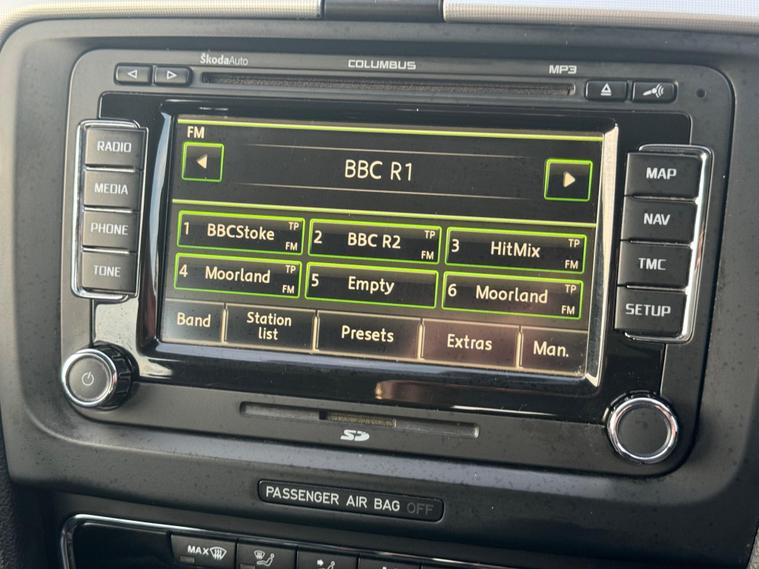 ŠkodaAuto COLUMBUS MP3
RADIO
MEDIA
PHONE
TONE
FM
BBC R1
1 BBCStoke TP FM
2 BBC R2 TP FM
3 HitMix TP FM
4 Moorland TP FM
5 Empty
6 Moorland TP FM
Band
Station
list
Presets
Extras
Man.
MAP
NAV
TMC
SETUP
SD
PASSENGER AIR BAG OFF
MAX